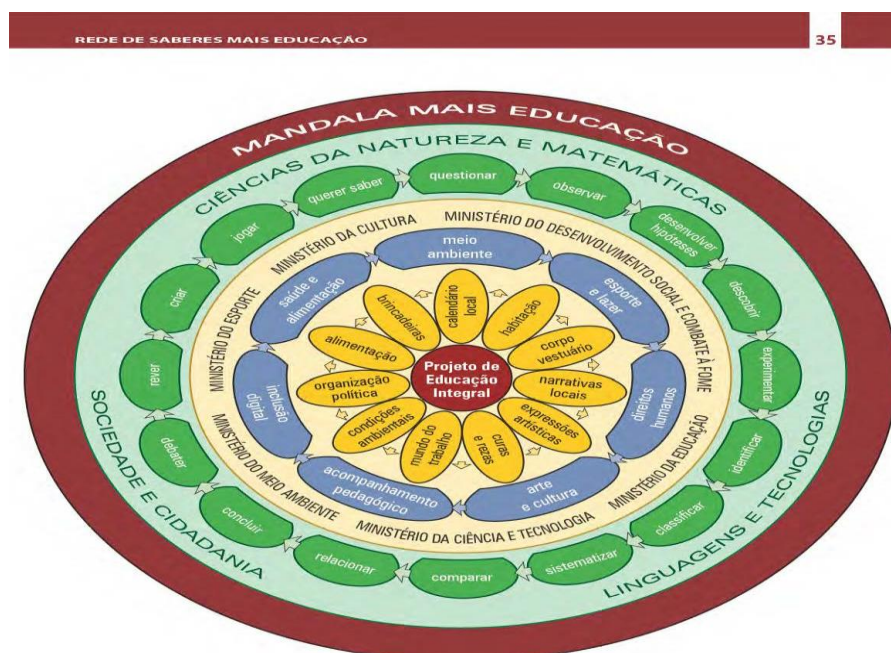 REDE DE SABERES MAIS EDUCAÇÃO
35
MANDALA MAIS EDUCAÇÃO
CIÊNCIAS DA NATUREZA E MATEMÁTICAS
LINGUAGENS E TECNOLOGIAS
SOCIEDADE E CIDADANIA
questionar
observar
desenvolver
hipóteses
descobrir
experimentar
identificar
classificar
sistematizar
comparar
relacionar
concluir
debater
rever
criar
jogar
querer saber
MINISTÉRIO DA CULTURA
MINISTÉRIO DO DESENVOLVIMENTO SOCIAL E COMBATE À FOME
MINISTÉRIO DA EDUCAÇÃO
MINISTÉRIO DA CIÊNCIA E TECNOLOGIA
MINISTÉRIO DO MEIO AMBIENTE
MINISTÉRIO DO ESPORTE
meio
ambiente
esporte
e lazer
direitos
humanos
arte
e cultura
acompanhamento
pedagógico
inclusão
digital
saúde e
alimentação
calendário
local
habitação
corpo
vestuário
narrativas
locais
expressões
artísticas
curas
e rezas
mundo do
trabalho
condições
ambientais
organização
política
alimentação
brincadeiras
Projeto de
Educação
Integral